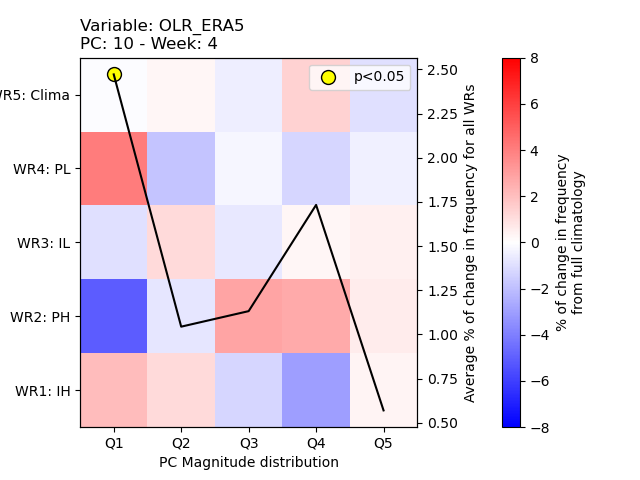 Variable: OLR_ERA5
PC: 10 - Week: 4
p<0.05
WR5: Clima
WR4: PL
WR3: IL
WR2: PH
WR1: IH
Q1 Q2 Q3 Q4 Q5
PC Magnitude distribution
2.50
2.25
2.00
1.75
1.50
1.25
1.00
0.75
0.50
Average % of change in frequency for all WRs
8
6
4
2
0
−2
−4
−6
−8
% of change in frequency
from full climatology